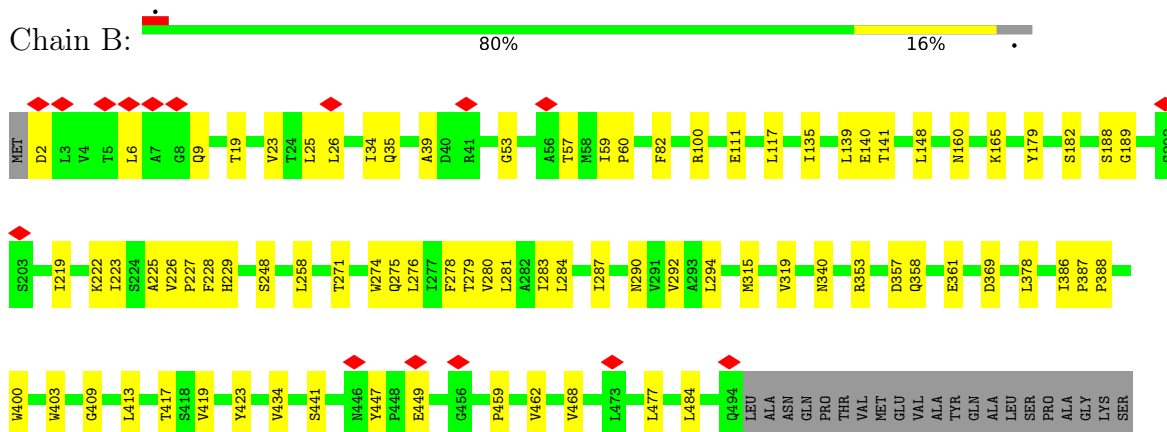 Chain B: 80% 16%
MET D2 L3 V4 T5 L6 A7 G8 Q9 T19 V23 T24 L25 L26 I34 Q35 A39 D40 R41 G53 A56 T57 M58 I59 P60 F82 R100 E111 L117 I135 L139 E140 T141 L148 N160 K165 Y179 S182 S188 G189
S203 I219 K222 I223 S224 A225 V226 P227 F228 H229 S248 L258 T271 W274 Q275 L276 I277 F278 T279 V280 L281 A282 I283 L284 I287 N290 V291 V292 A293 L294 M315 V319 N340 R353 D357 Q358 E361 D369 L378 I386 P387 P388
W400 W403 G409 L413 T417 S418 V419 Y423 V434 S441 N446 Y447 P448 E449 G456 P459 V462 V468 L473 L477 L484 Q494 LEU ALA ASN GLN PRO THR VAL MET GLU VAL ALA TYR GLN ALA LEU SER PRO ALA GLY LYS SER